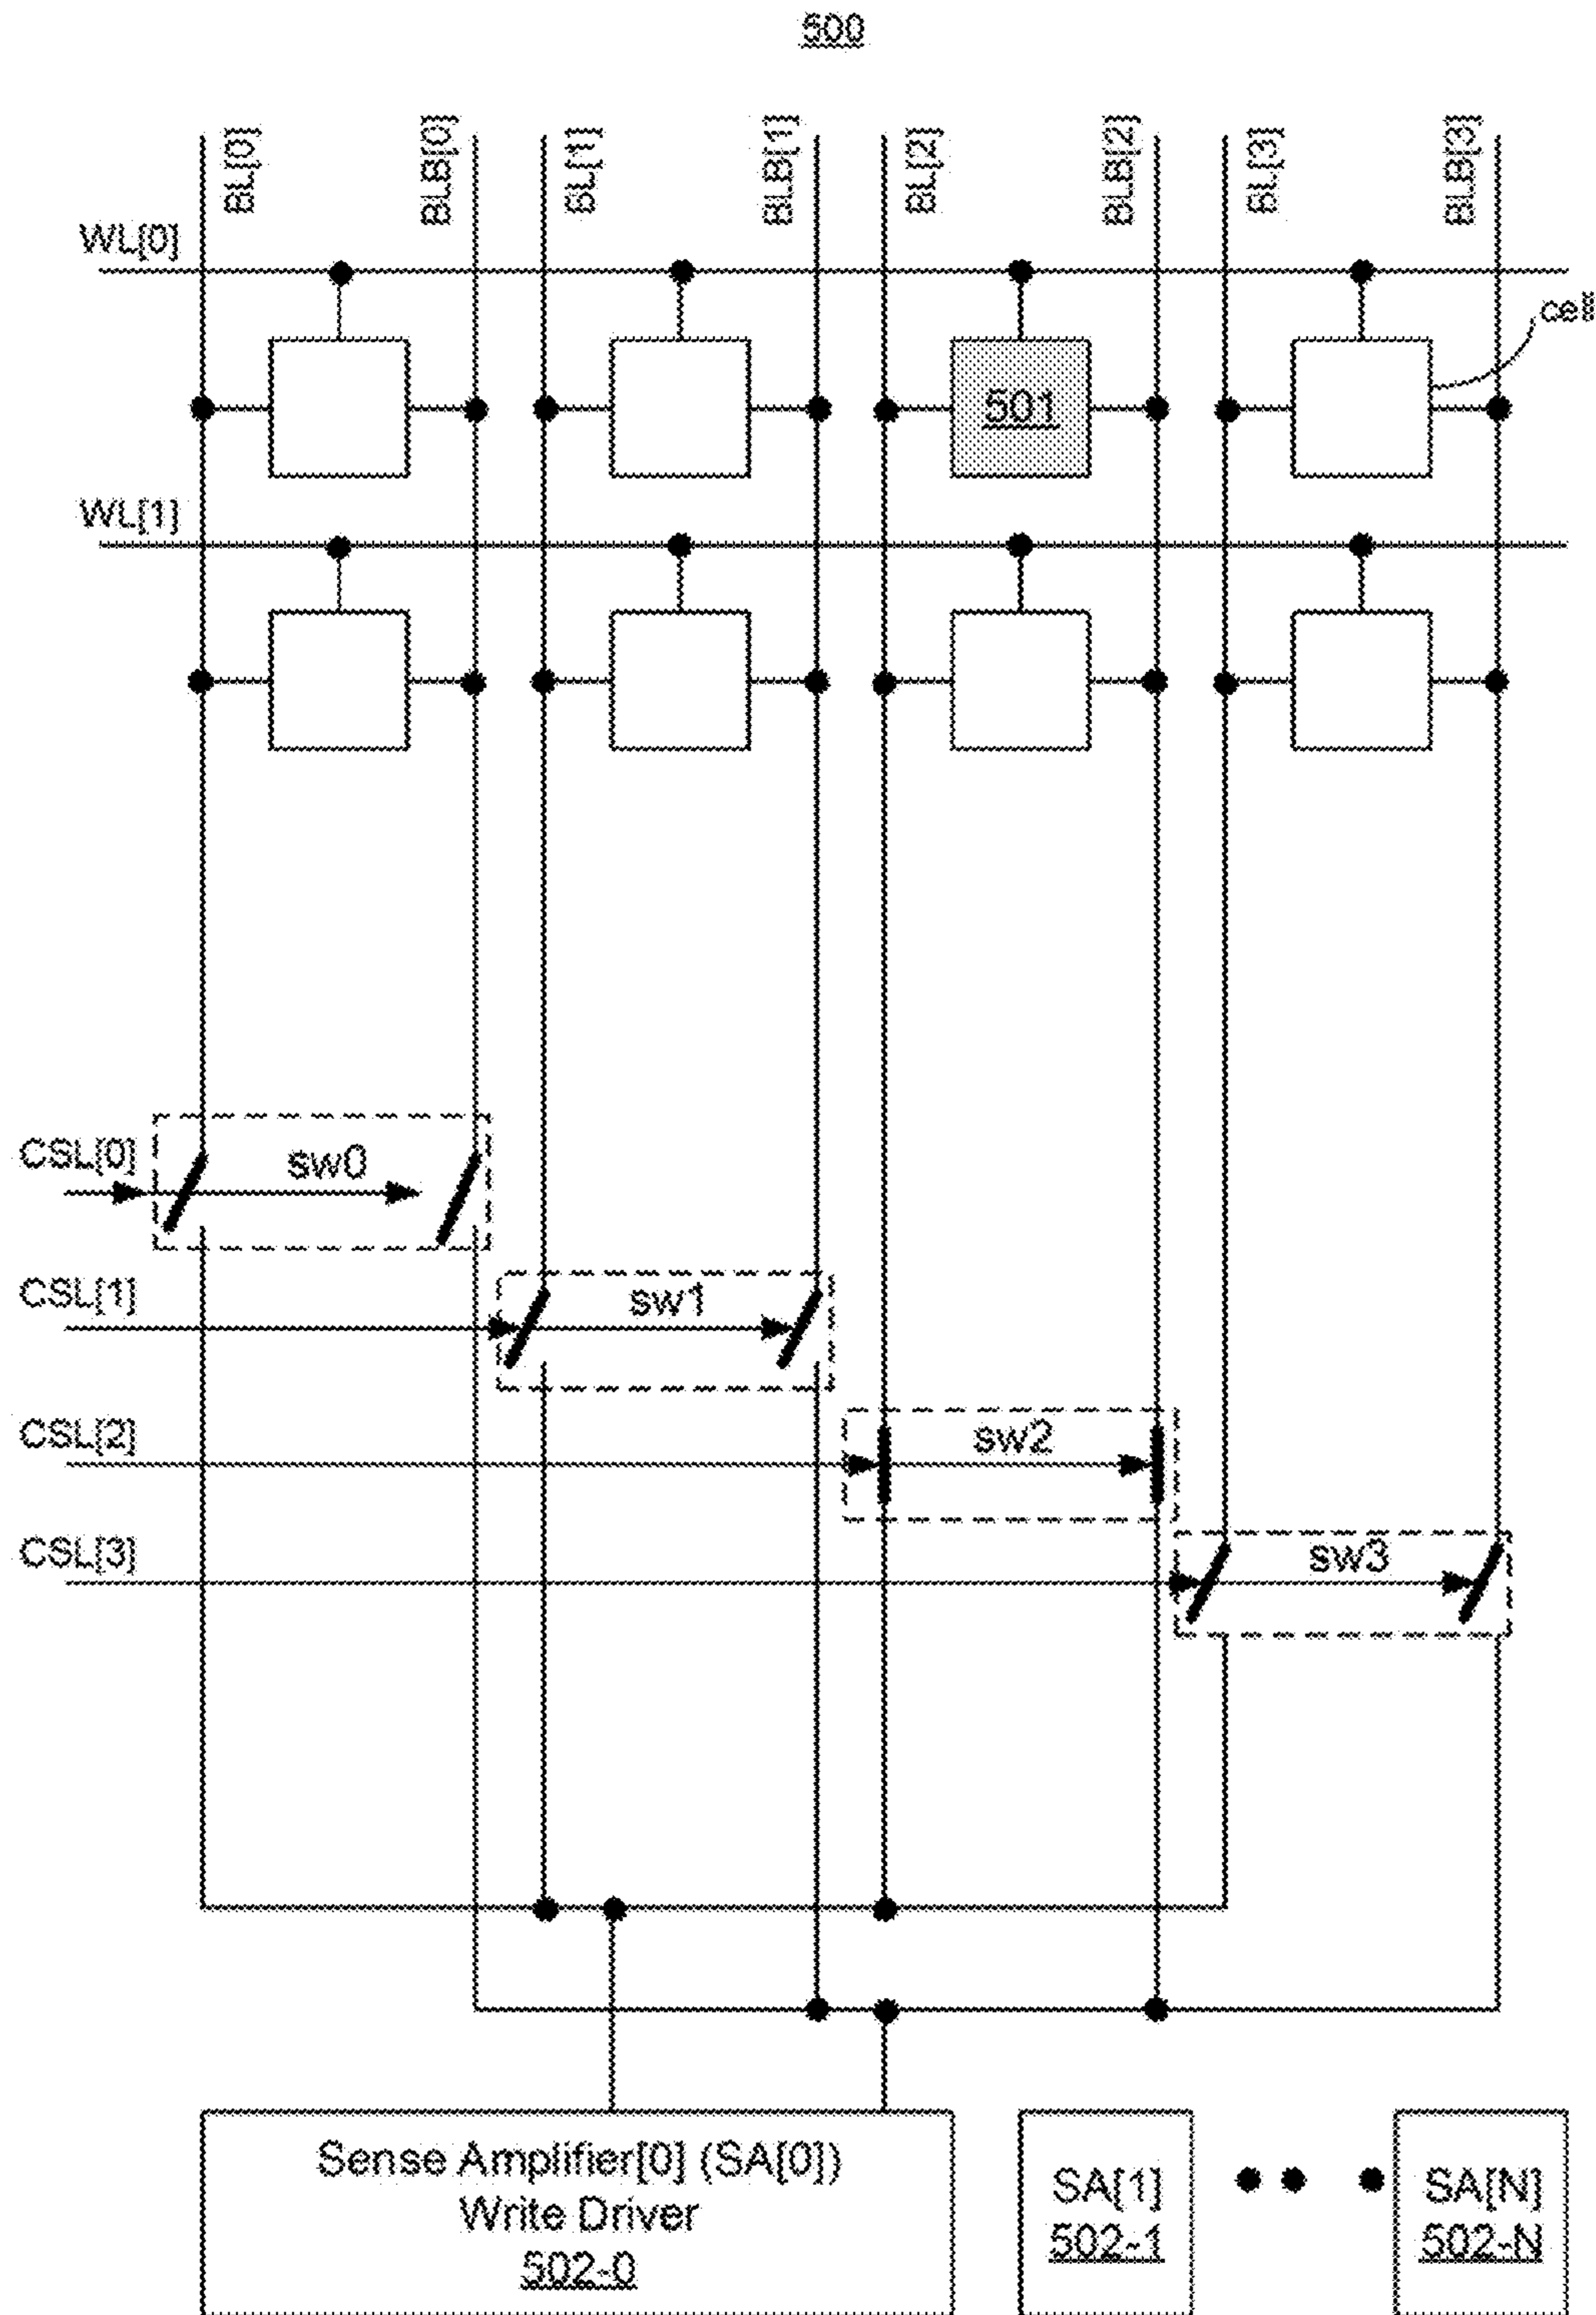 500
BL[0]
BLB[0]
BL[1]
BLB[1]
BL[2]
BLB[2]
BL[3]
BLB[3]
WL[0]
cell
501
WL[1]
CSL[0]
sw0
CSL[1]
sw1
CSL[2]
sw2
CSL[3]
sw3
Sense Amplifier[0] (SA[0])
Write Driver
502-0
SA[1]
502-1
SA[N]
502-N